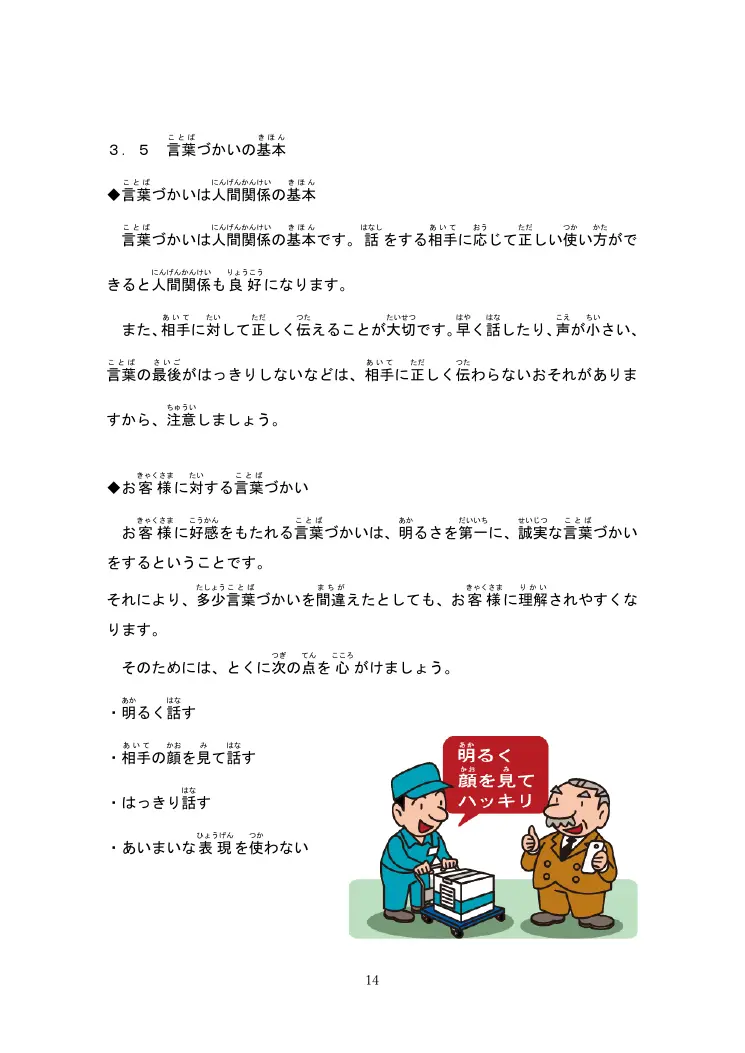 ３．５　言葉づかいの基本
◆言葉づかいは人間関係の基本
言葉づかいは人間関係の基本です。話をする相手に応じて正しい使い方がで
きると人間関係も良好になります。
また、相手に対して正しく伝えることが大切です。早く話したり、声が小さい、
言葉の最後がはっきりしないなどは、相手に正しく伝わらないおそれがありま
すから、注意しましょう。
◆お客様に対する言葉づかい
お客様に好感をもたれる言葉づかいは、明るさを第一に、誠実な言葉づかい
をするということです。
それにより、多少言葉づかいを間違えたとしても、お客様に理解されやすくな
ります。
そのためには、とくに次の点を心がけましょう。
・明るく話す
・相手の顔を見て話す
・はっきり話す
・あいまいな表現を使わない
明るく
顔を見て
ハッキリ
14